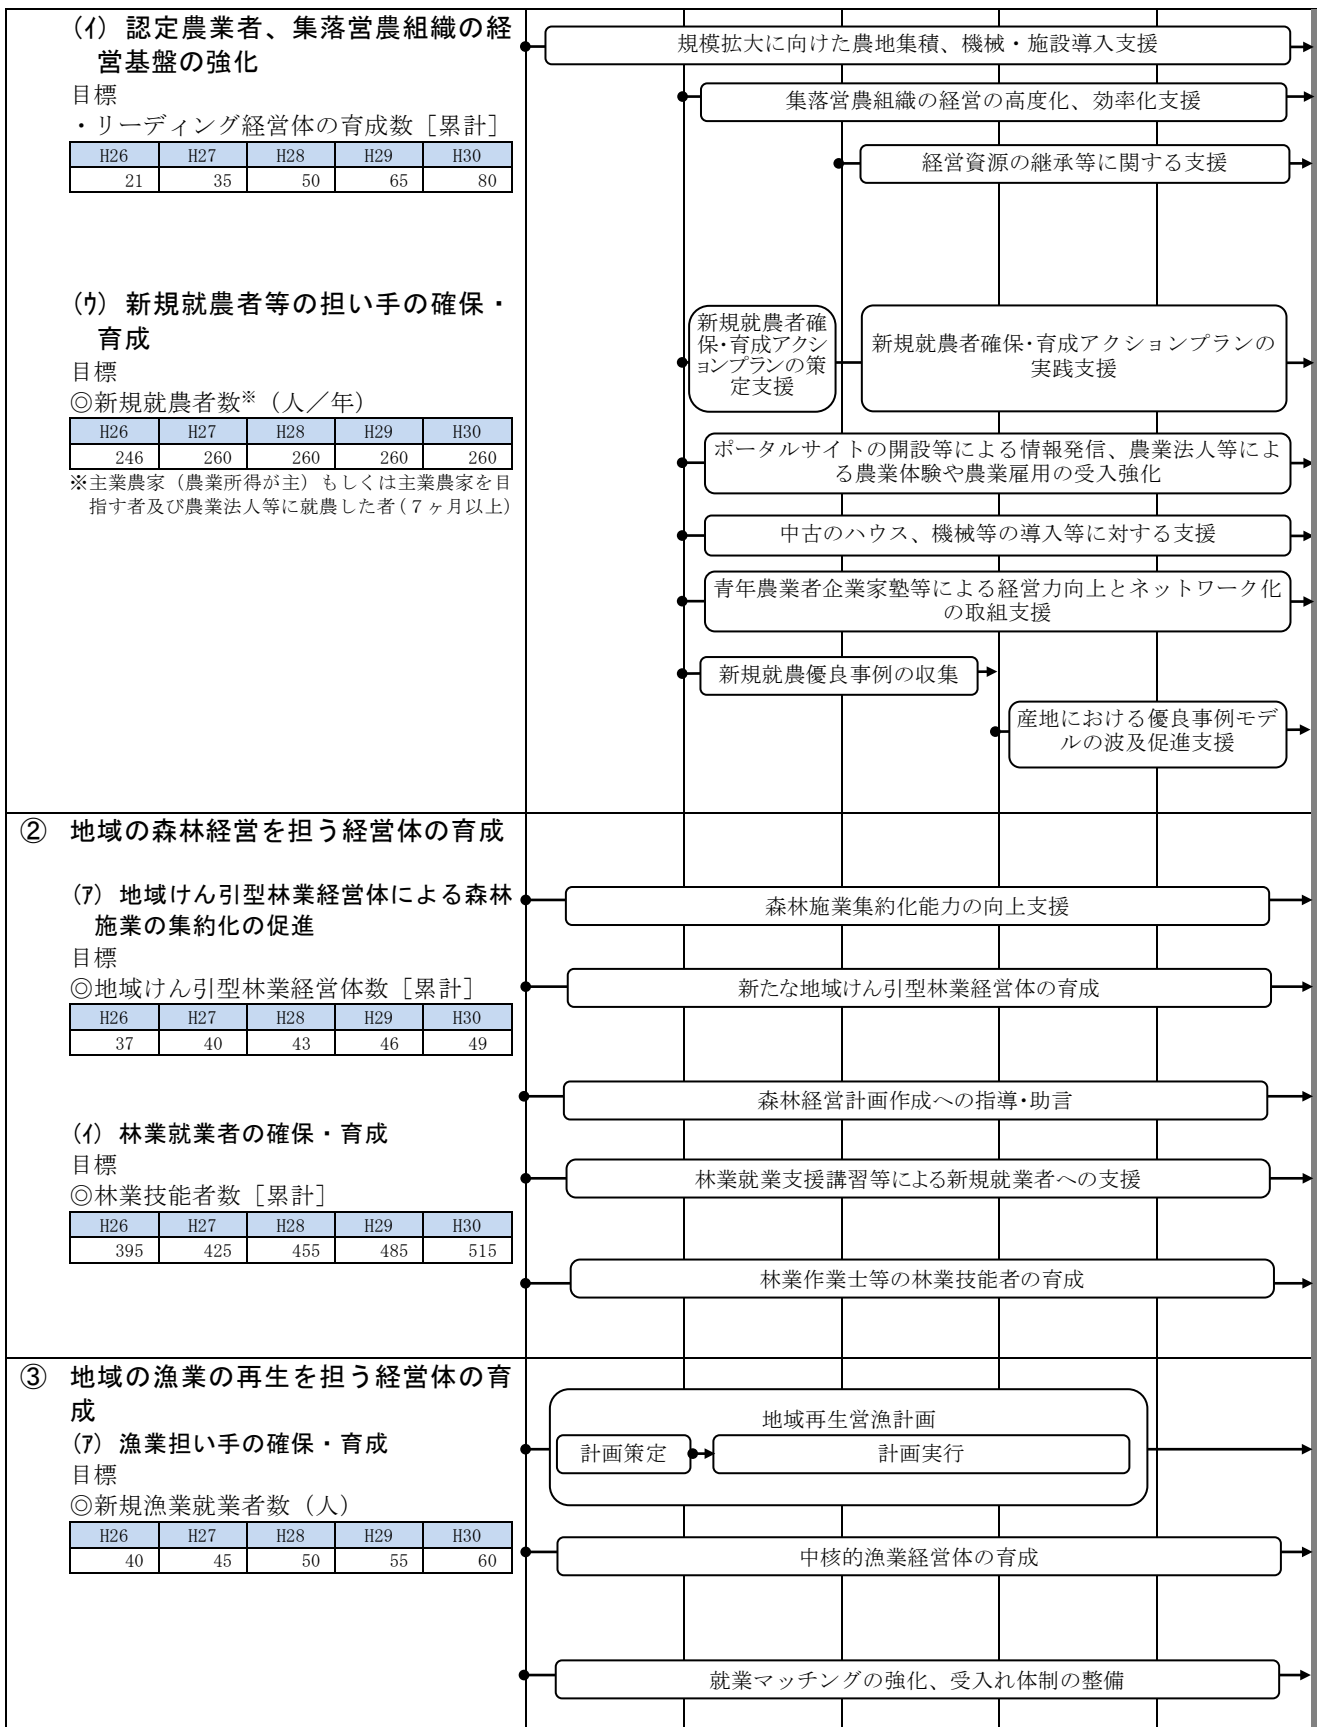 (ｲ) 認定農業者、集落営農組織の経
営基盤の強化
目標
・リーディング経営体の育成数［累計］
H26 H27 H28 H29 H30
21 35 50 65 80
規模拡大に向けた農地集積、機械・施設導入支援
集落営農組織の経営の高度化、効率化支援
経営資源の継承等に関する支援
(ｳ) 新規就農者等の担い手の確保・
育成
目標
◎新規就農者数※（人／年）
H26 H27 H28 H29 H30
246 260 260 260 260
※主業農家（農業所得が主）もしくは主業農家を目
指す者及び農業法人等に就農した者(７ヶ月以上)
新規就農者確
保・育成アクシ
ョンプランの策
定支援
新規就農者確保・育成アクションプランの
実践支援
ポータルサイトの開設等による情報発信、農業法人等によ
る農業体験や農業雇用の受入強化
中古のハウス、機械等の導入等に対する支援
青年農業者企業家塾等による経営力向上とネットワーク化
の取組支援
新規就農優良事例の収集
産地における優良事例モデ
ルの波及促進支援
② 地域の森林経営を担う経営体の育成
(ｱ) 地域けん引型林業経営体による森林
施業の集約化の促進
目標
◎地域けん引型林業経営体数［累計］
H26 H27 H28 H29 H30
37 40 43 46 49
森林施業集約化能力の向上支援
新たな地域けん引型林業経営体の育成
森林経営計画作成への指導・助言
(ｲ) 林業就業者の確保・育成
目標
◎林業技能者数［累計］
H26 H27 H28 H29 H30
395 425 455 485 515
林業就業支援講習等による新規就業者への支援
林業作業士等の林業技能者の育成
③ 地域の漁業の再生を担う経営体の育
成
(ｱ) 漁業担い手の確保・育成
目標
◎新規漁業就業者数（人）
H26 H27 H28 H29 H30
40 45 50 55 60
地域再生営漁計画
計画策定 計画実行
中核的漁業経営体の育成
就業マッチングの強化、受入れ体制の整備